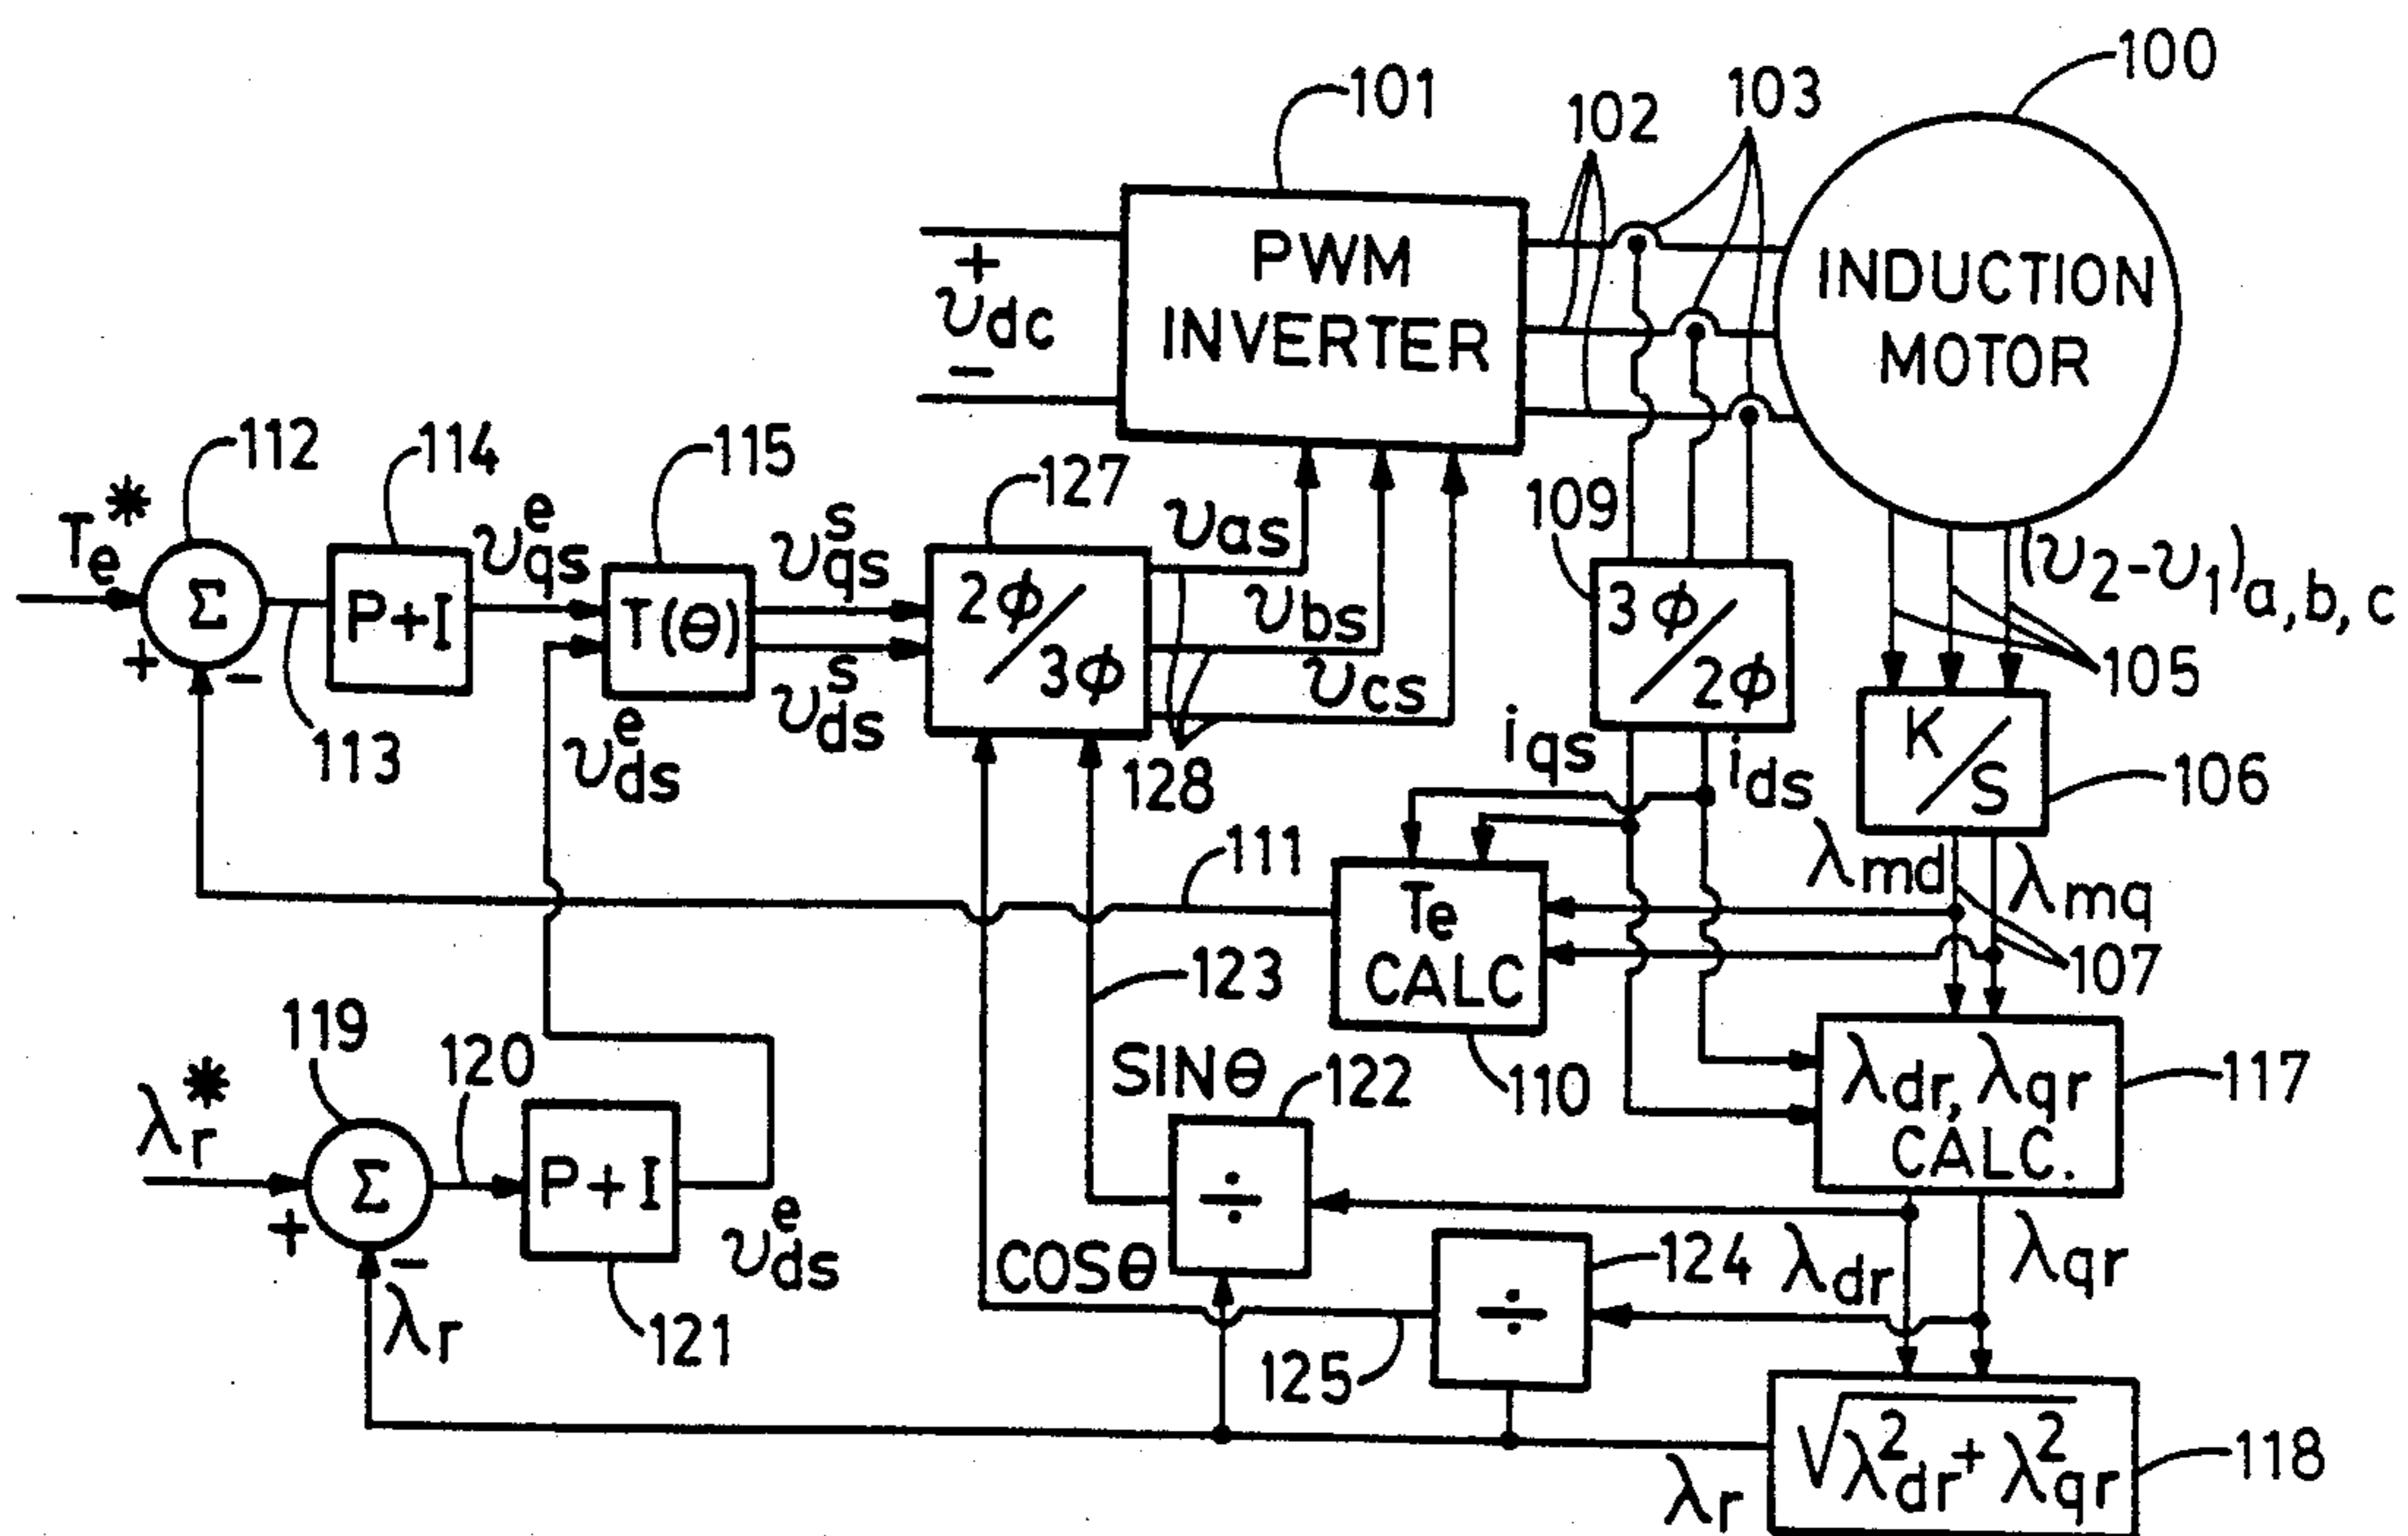 100
101
102
103
PWM
INVERTER
INDUCTION
MOTOR
+
υdc
−
112
114
115
127
109
Te*
Σ
+
−
113
P+I
υqs^e
υds^e
T(Θ)
υqs^s
υds^s
2ϕ/3ϕ
υas
υbs
υcs
128
3ϕ/2ϕ
(υ2-υ1)a,b,c
105
iqs
ids
K/S
106
λmd
λmq
107
111
Te
CALC
110
123
119
120
λr*
Σ
+
−
λr
P+I
121
υds^e
SINΘ
122
÷
COSΘ
125
÷
124
λdr, λqr
CALC.
117
λdr
λqr
√λ²dr + λ²qr
118
λr